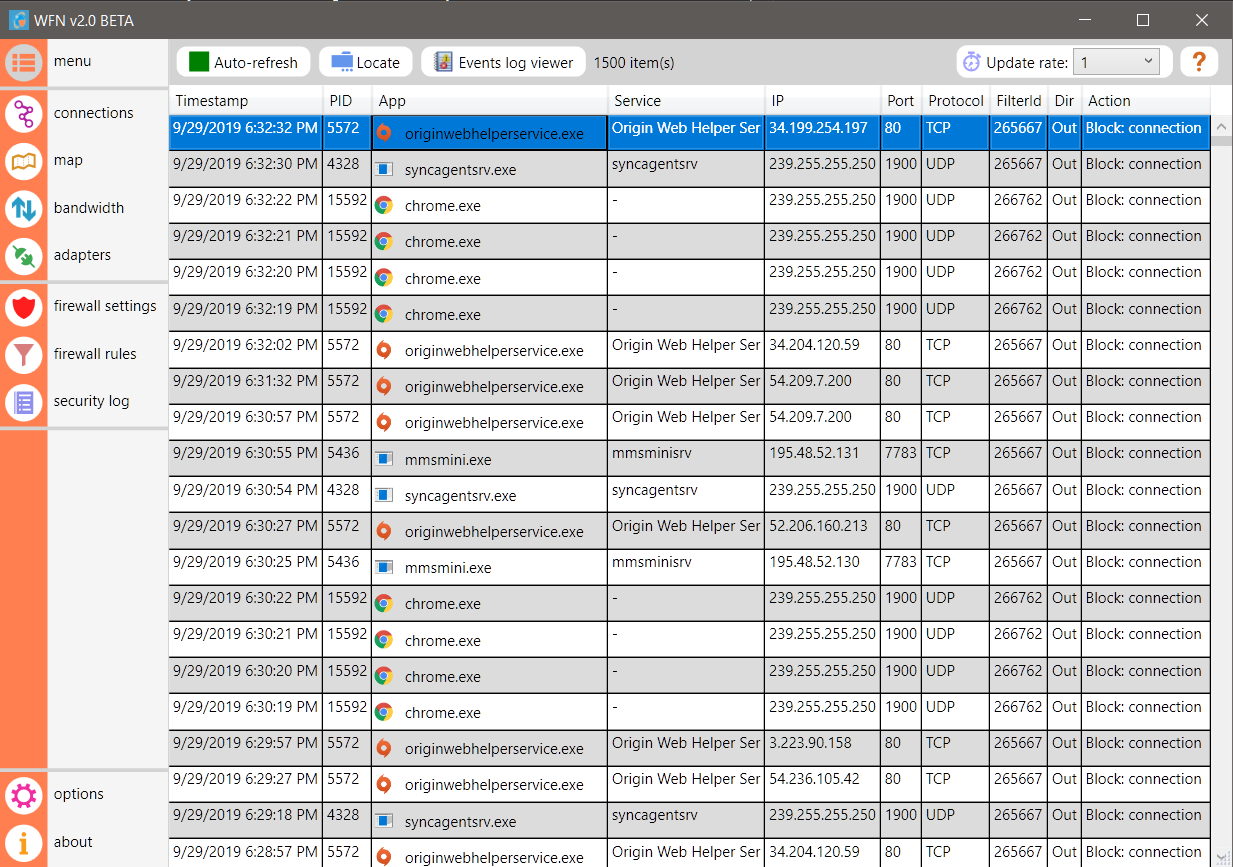 WFN v2.0 BETA
menu
Auto-refresh Locate Events log viewer 1500 item(s) Update rate: 1 ?
connections
map
bandwidth
adapters
firewall settings
firewall rules
security log
options
about
Timestamp PID App Service IP Port Protocol FilterId Dir Action
9/29/2019 6:32:32 PM 5572 originwebhelperservice.exe Origin Web Helper Ser 34.199.254.197 80 TCP 265667 Out Block: connection
9/29/2019 6:32:30 PM 4328 syncagentsrv.exe syncagentsrv 239.255.255.250 1900 UDP 265667 Out Block: connection
9/29/2019 6:32:22 PM 15592 chrome.exe - 239.255.255.250 1900 UDP 266762 Out Block: connection
9/29/2019 6:32:21 PM 15592 chrome.exe - 239.255.255.250 1900 UDP 266762 Out Block: connection
9/29/2019 6:32:20 PM 15592 chrome.exe - 239.255.255.250 1900 UDP 266762 Out Block: connection
9/29/2019 6:32:19 PM 15592 chrome.exe - 239.255.255.250 1900 UDP 266762 Out Block: connection
9/29/2019 6:32:02 PM 5572 originwebhelperservice.exe Origin Web Helper Ser 34.204.120.59 80 TCP 265667 Out Block: connection
9/29/2019 6:31:32 PM 5572 originwebhelperservice.exe Origin Web Helper Ser 54.209.7.200 80 TCP 265667 Out Block: connection
9/29/2019 6:30:57 PM 5572 originwebhelperservice.exe Origin Web Helper Ser 54.209.7.200 80 TCP 265667 Out Block: connection
9/29/2019 6:30:55 PM 5436 mmsmini.exe mmsminisrv 195.48.52.131 7783 TCP 265667 Out Block: connection
9/29/2019 6:30:54 PM 4328 syncagentsrv.exe syncagentsrv 239.255.255.250 1900 UDP 265667 Out Block: connection
9/29/2019 6:30:27 PM 5572 originwebhelperservice.exe Origin Web Helper Ser 52.206.160.213 80 TCP 265667 Out Block: connection
9/29/2019 6:30:25 PM 5436 mmsmini.exe mmsminisrv 195.48.52.130 7783 TCP 265667 Out Block: connection
9/29/2019 6:30:22 PM 15592 chrome.exe - 239.255.255.250 1900 UDP 266762 Out Block: connection
9/29/2019 6:30:21 PM 15592 chrome.exe - 239.255.255.250 1900 UDP 266762 Out Block: connection
9/29/2019 6:30:20 PM 15592 chrome.exe - 239.255.255.250 1900 UDP 266762 Out Block: connection
9/29/2019 6:30:19 PM 15592 chrome.exe - 239.255.255.250 1900 UDP 266762 Out Block: connection
9/29/2019 6:29:57 PM 5572 originwebhelperservice.exe Origin Web Helper Ser 3.223.90.158 80 TCP 265667 Out Block: connection
9/29/2019 6:29:27 PM 5572 originwebhelperservice.exe Origin Web Helper Ser 54.236.105.42 80 TCP 265667 Out Block: connection
9/29/2019 6:29:18 PM 4328 syncagentsrv.exe syncagentsrv 239.255.255.250 1900 UDP 265667 Out Block: connection
9/29/2019 6:28:57 PM 5572 originwebhelperservice.exe Origin Web Helper Ser 34.204.120.59 80 TCP 265667 Out Block: connection